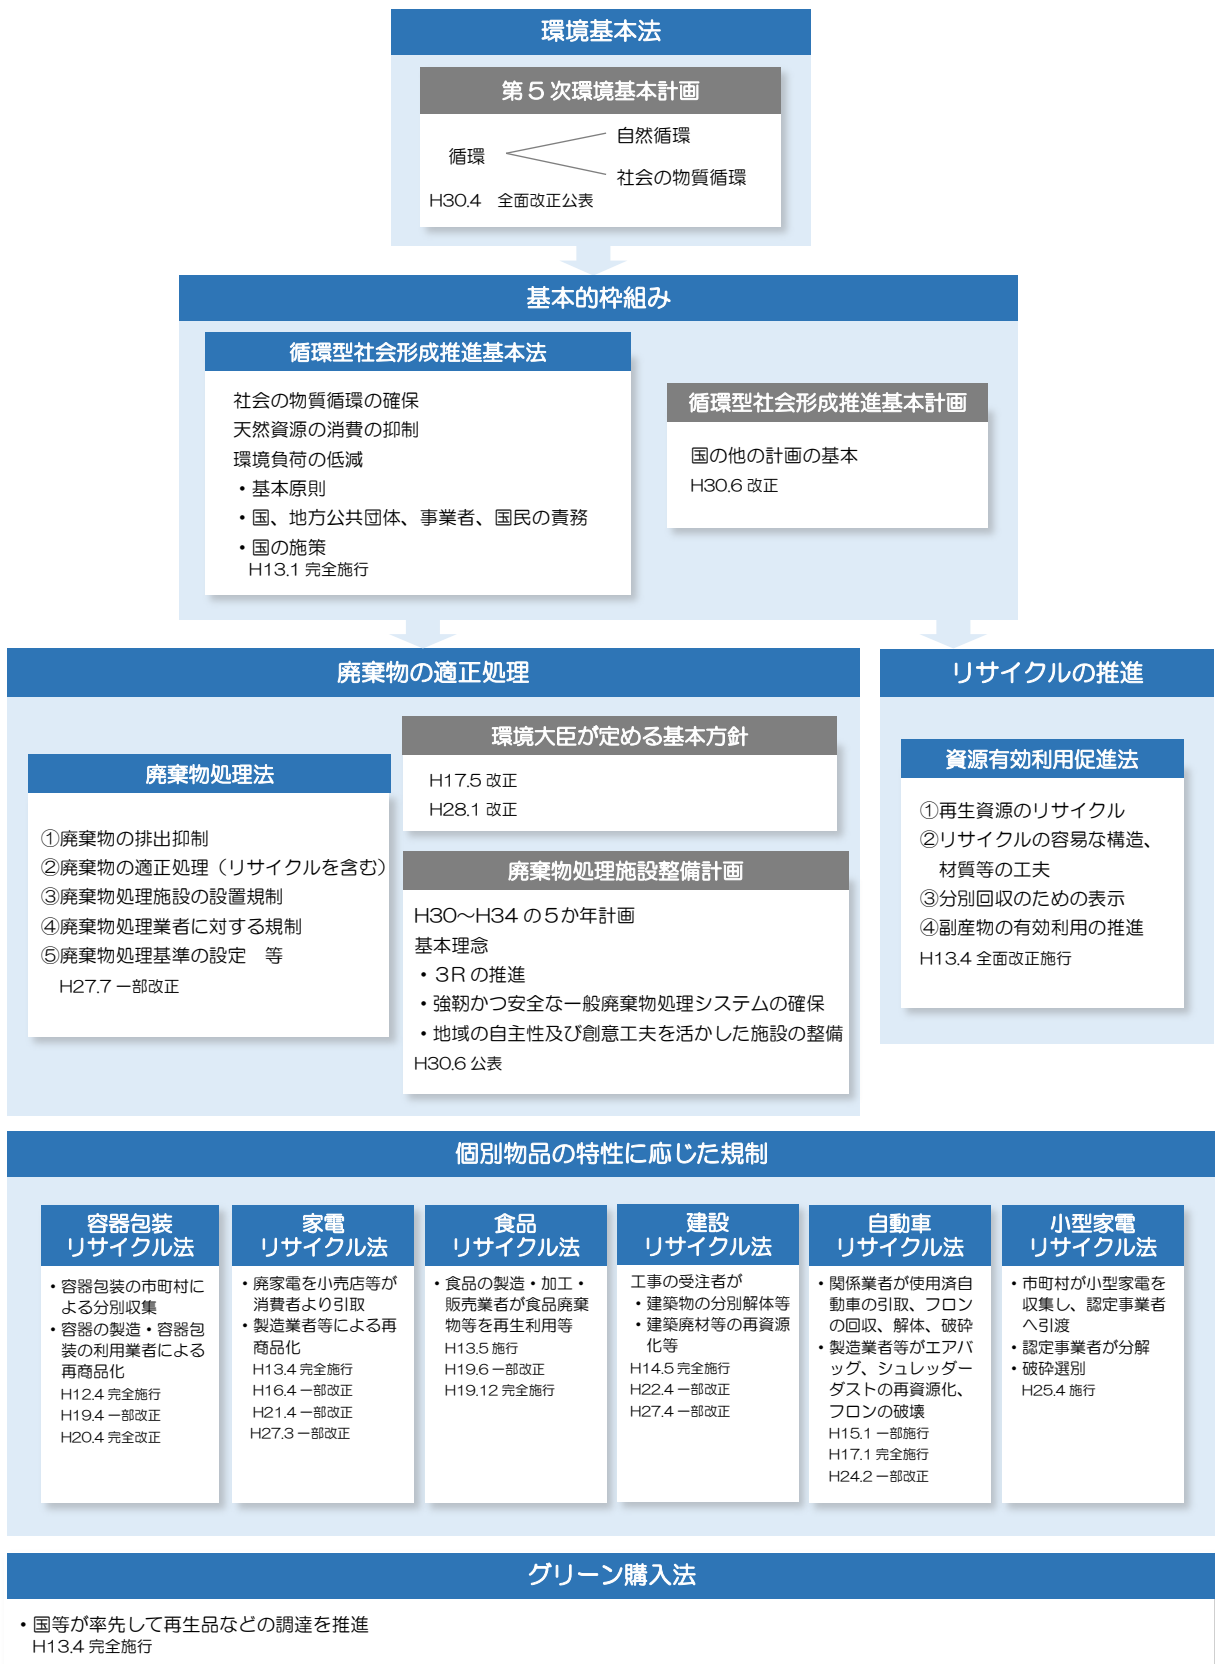 環境基本法
第５次環境基本計画
循環
自然循環
社会の物質循環
H30.4　全面改正公表
基本的枠組み
循環型社会形成推進基本法
社会の物質循環の確保
天然資源の消費の抑制
環境負荷の低減
・基本原則
・国、地方公共団体、事業者、国民の責務
・国の施策
H13.1 完全施行
循環型社会形成推進基本計画
国の他の計画の基本
H30.6 改正
廃棄物の適正処理
廃棄物処理法
①廃棄物の排出抑制
②廃棄物の適正処理（リサイクルを含む）
③廃棄物処理施設の設置規制
④廃棄物処理業者に対する規制
⑤廃棄物処理基準の設定　等
H27.7 一部改正
環境大臣が定める基本方針
H17.5 改正
H28.1 改正
廃棄物処理施設整備計画
H30～H34 の５か年計画
基本理念
・３R の推進
・強靭かつ安全な一般廃棄物処理システムの確保
・地域の自主性及び創意工夫を活かした施設の整備
H30.6 公表
リサイクルの推進
資源有効利用促進法
①再生資源のリサイクル
②リサイクルの容易な構造、
材質等の工夫
③分別回収のための表示
④副産物の有効利用の推進
H13.4 全面改正施行
個別物品の特性に応じた規制
容器包装
リサイクル法
・容器包装の市町村に
よる分別収集
・容器の製造・容器包
装の利用業者による
再商品化
H12.4 完全施行
H19.4 一部改正
H20.4 完全改正
家電
リサイクル法
・廃家電を小売店等が
消費者より引取
・製造業者等による再
商品化
H13.4 完全施行
H16.4 一部改正
H21.4 一部改正
H27.3 一部改正
食品
リサイクル法
・食品の製造・加工・
販売業者が食品廃棄
物等を再生利用等
H13.5 施行
H19.6 一部改正
H19.12 完全施行
建設
リサイクル法
工事の受注者が
・建築物の分別解体等
・建築廃材等の再資源
化等
H14.5 完全施行
H22.4 一部改正
H27.4 一部改正
自動車
リサイクル法
・関係業者が使用済自
動車の引取、フロン
の回収、解体、破砕
・製造業者等がエアバ
ッグ、シュレッダー
ダストの再資源化、
フロンの破壊
H15.1 一部施行
H17.1 完全施行
H24.2 一部改正
小型家電
リサイクル法
・市町村が小型家電を
収集し、認定事業者
へ引渡
・認定事業者が分解
・破砕選別
H25.4 施行
グリーン購入法
・国等が率先して再生品などの調達を推進
H13.4 完全施行